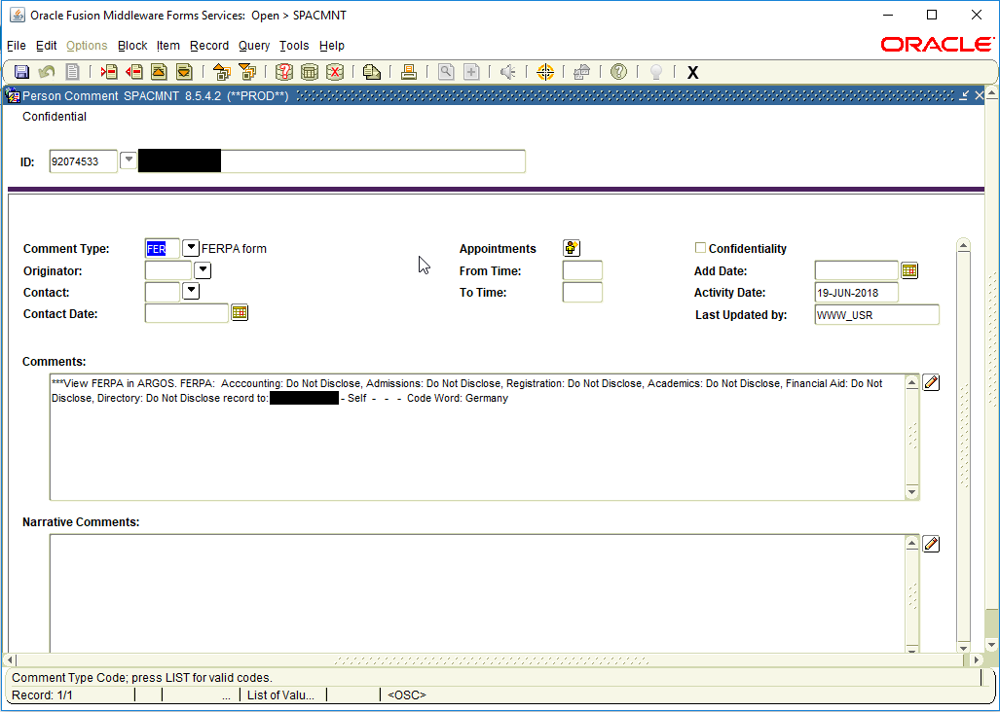 Oracle Fusion Middleware Forms Services:  Open > SPACMNT
File Edit Options Block Item Record Query Tools Help
ORACLE
X
Person Comment  SPACMNT  8.5.4.2  (**PROD**)
Confidential
ID: 92074533
Comment Type: FER FERPA form Appointments Confidentiality
Originator: From Time: Add Date:
Contact: To Time: Activity Date: 19-JUN-2018
Contact Date: Last Updated by: WWW_USR
Comments:
***View FERPA in ARGOS. FERPA:  Acccounting: Do Not Disclose, Admissions: Do Not Disclose, Registration: Do Not Disclose, Academics: Do Not Disclose, Financial Aid: Do Not
Disclose, Directory: Do Not Disclose record to: - Self  -  -  -  Code Word: Germany
Narrative Comments:
Comment Type Code; press LIST for valid codes.
Record: 1/1 ... List of Valu... <OSC>